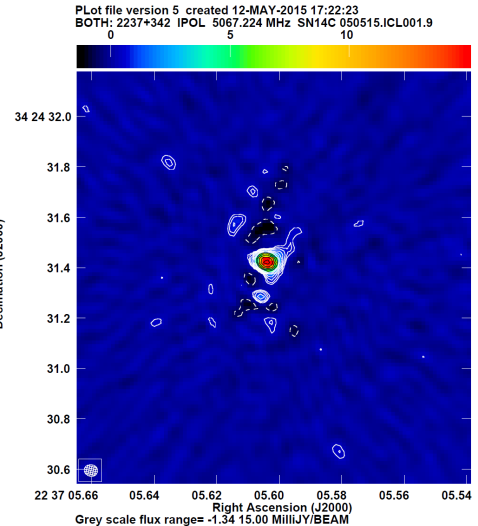 PLot file version 5 created 12-MAY-2015 17:22:23
BOTH: 2237+342 IPOL 5067.224 MHz SN14C 050515.ICL001.9
0 5 10
34 24 32.0
31.8
31.6
31.4
31.2
31.0
30.8
30.6
22 37 05.66 05.64 05.62 05.60 05.58 05.56 05.54
Right Ascension (J2000)
Grey scale flux range= -1.34 15.00 MilliJY/BEAM